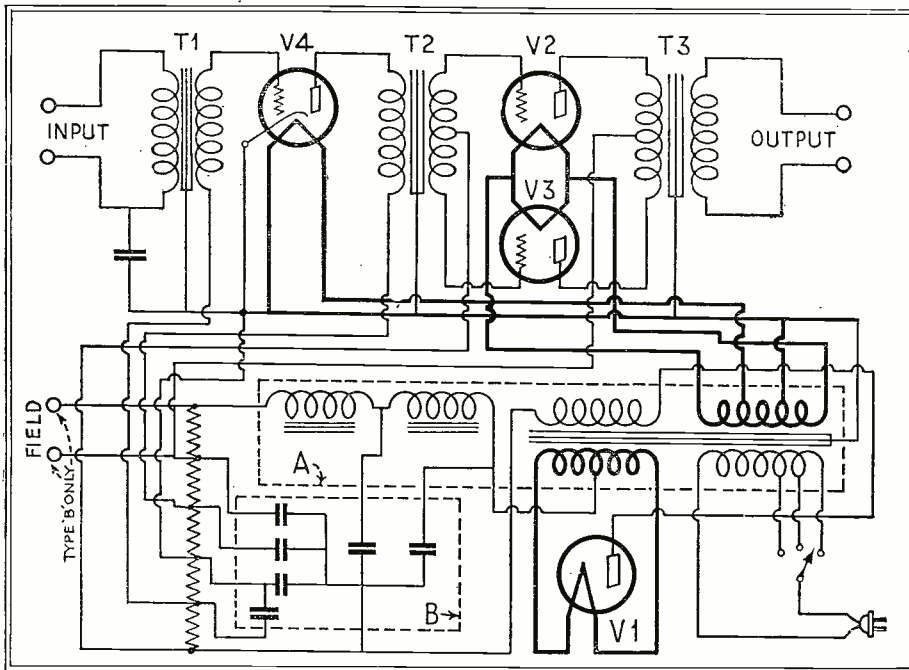 T1
V4
T2
V2
T3
INPUT
OUTPUT
V3
FIELD
TYPE 'B' ONLY
A
B
V1